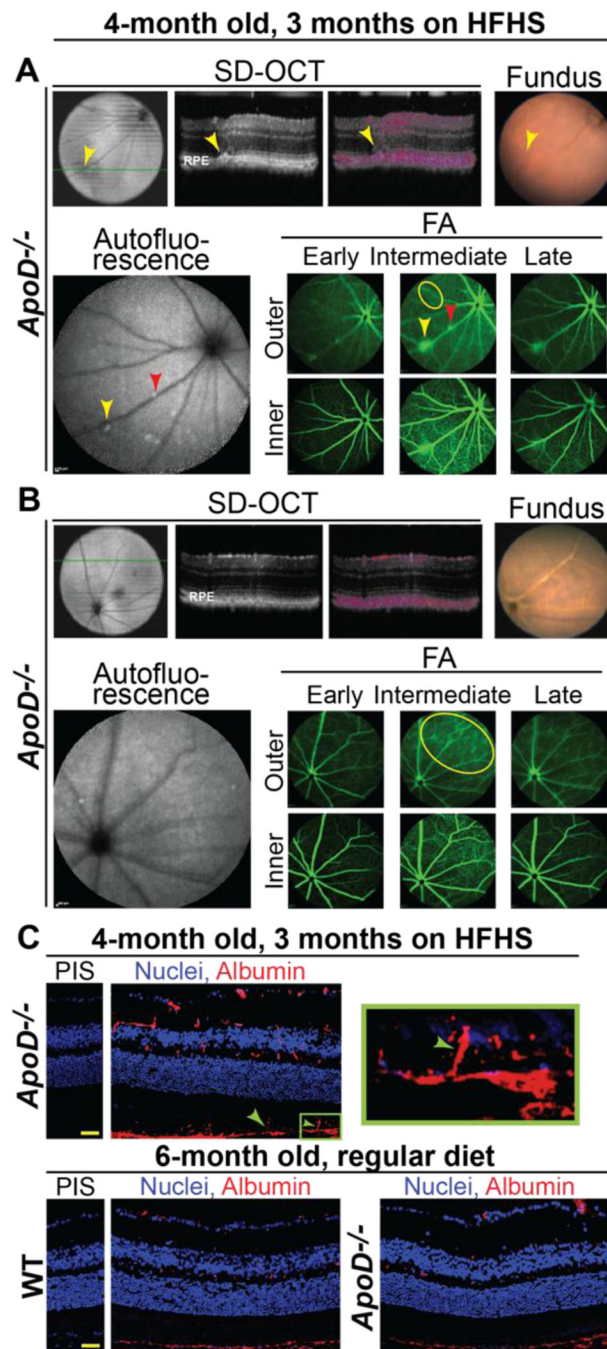 4-month old, 3 months on HFHS
A
SD-OCT
Fundus
RPE
ApoD-/-
Autofluo-
rescence
FA
Early Intermediate Late
Outer
Inner
B
SD-OCT
Fundus
RPE
ApoD-/-
Autofluo-
rescence
FA
Early Intermediate Late
Outer
Inner
C
4-month old, 3 months on HFHS
PIS
Nuclei, Albumin
ApoD-/-
6-month old, regular diet
PIS
Nuclei, Albumin
Nuclei, Albumin
WT
ApoD-/-